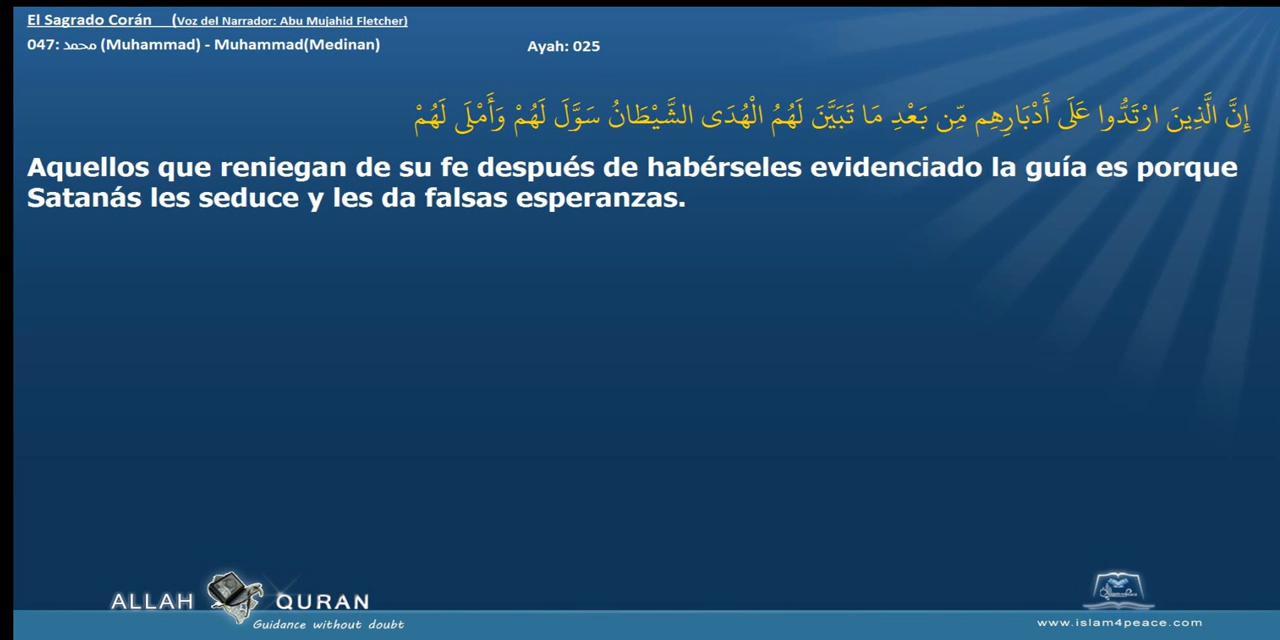 El Sagrado Corán (Voz del Narrador: Abu Mujahid Fletcher)
047: محمد (Muhammad) - Muhammad(Medinan) Ayah: 025
إِنَّ الَّذِينَ ارْتَدُّوا عَلَى أَدْبَارِهِم مِّن بَعْدِ مَا تَبَيَّنَ لَهُمُ الْهُدَى الشَّيْطَانُ سَوَّلَ لَهُمْ وَأَمْلَى لَهُمْ
Aquellos que reniegan de su fe después de habérseles evidenciado la guía es porque
Satanás les seduce y les da falsas esperanzas.
ALLAH QURAN
Guidance without doubt
www.islam4peace.com